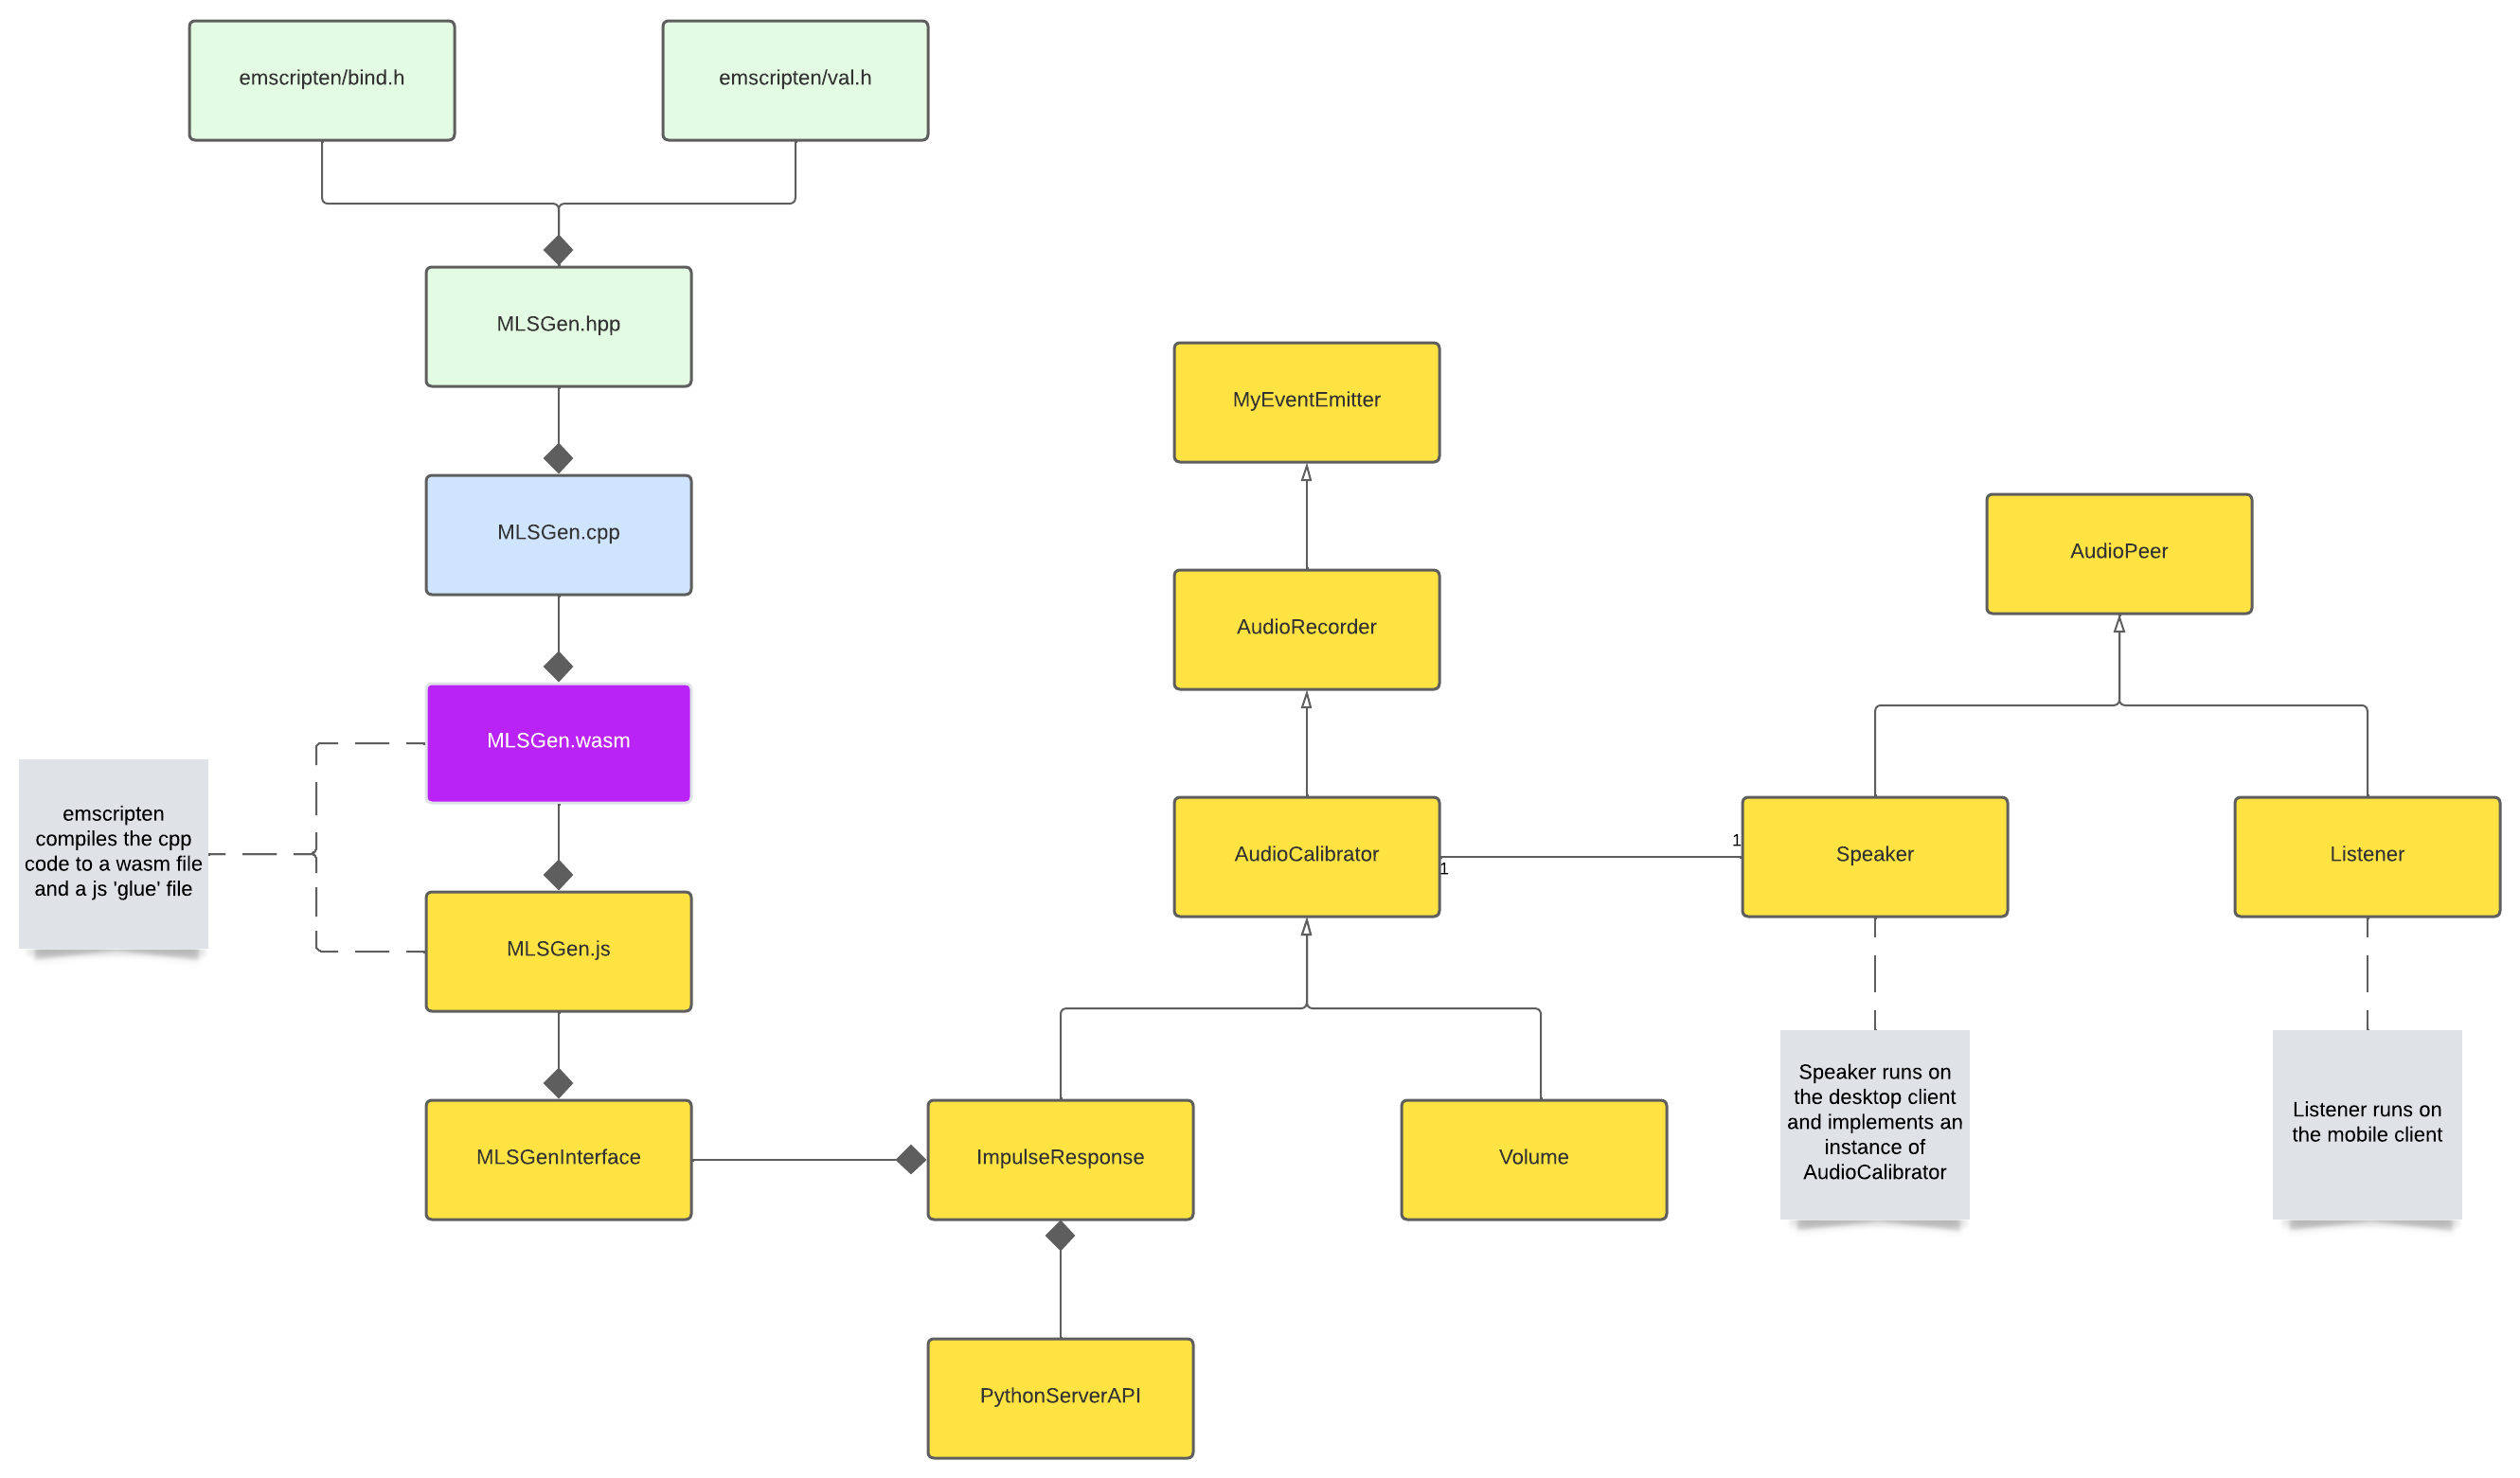 emscripten/bind.h
emscripten/val.h
MLSGen.hpp
MyEventEmitter
MLSGen.cpp
AudioPeer
AudioRecorder
MLSGen.wasm
emscripten
compiles the cpp
code to a wasm file
and a js 'glue' file
AudioCalibrator
1
1
Speaker
Listener
MLSGen.js
MLSGenInterface
ImpulseResponse
Volume
Speaker runs on
the desktop client
and implements an
instance of
AudioCalibrator
Listener runs on
the mobile client
PythonServerAPI